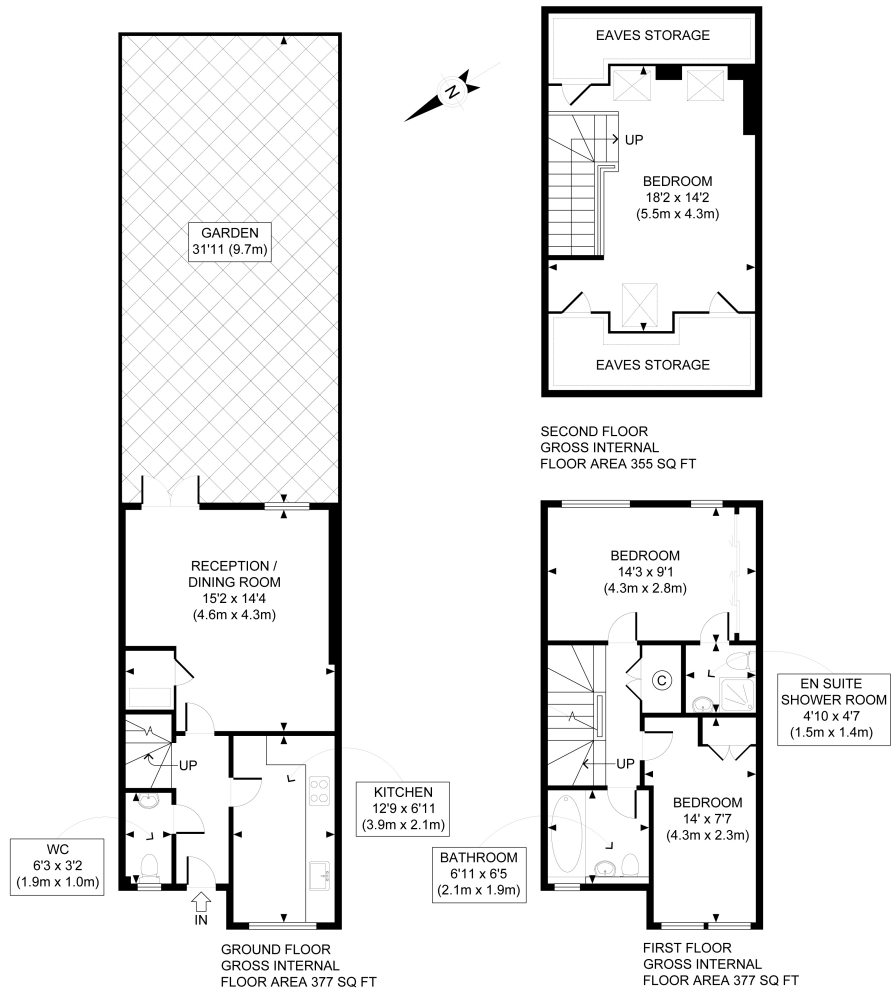 GARDEN
31'11 (9.7m)
RECEPTION /
DINING ROOM
15'2 x 14'4
(4.6m x 4.3m)
UP
KITCHEN
12'9 x 6'11
(3.9m x 2.1m)
WC
6'3 x 3'2
(1.9m x 1.0m)
IN
GROUND FLOOR
GROSS INTERNAL
FLOOR AREA 377 SQ FT
N
EAVES STORAGE
UP
BEDROOM
18'2 x 14'2
(5.5m x 4.3m)
EAVES STORAGE
SECOND FLOOR
GROSS INTERNAL
FLOOR AREA 355 SQ FT
BEDROOM
14'3 x 9'1
(4.3m x 2.8m)
C
EN SUITE
SHOWER ROOM
4'10 x 4'7
(1.5m x 1.4m)
UP
BEDROOM
14' x 7'7
(4.3m x 2.3m)
BATHROOM
6'11 x 6'5
(2.1m x 1.9m)
FIRST FLOOR
GROSS INTERNAL
FLOOR AREA 377 SQ FT